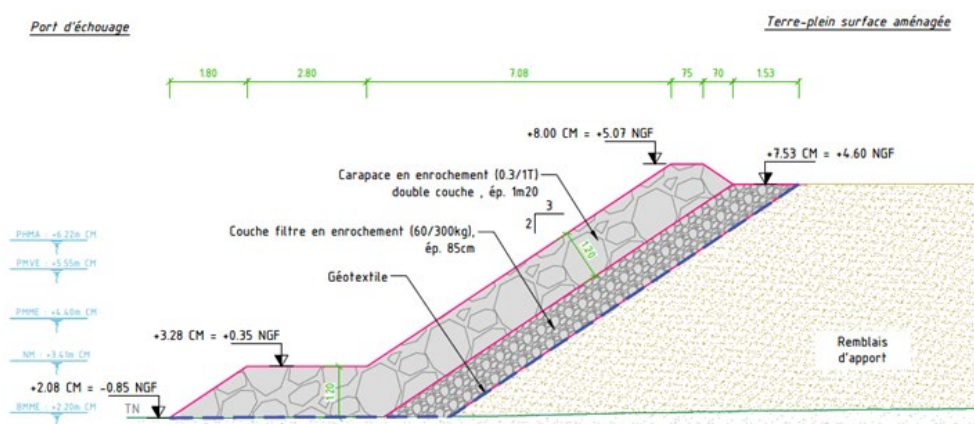 Port d'échouage
Terre-plein surface aménagée
1.80
2.80
7.08
75
70
1.53
+8.00 CM = +5.07 NGF
+7.53 CM = +4.60 NGF
Carapace en enrochement (0.3/1T)
double couche , ép. 1m20
3
2
Couche filtre en enrochement (60/300kg),
ép. 85cm
1.20
Géotextile
PHMA : +6.22m CM
PMVE : +5.55m CM
PMME : +4.40m CM
NM : +3.41m CM
BMME : +2.20m CM
+3.28 CM = +0.35 NGF
+2.08 CM = -0.85 NGF
TN
1.20
Remblais
d'apport